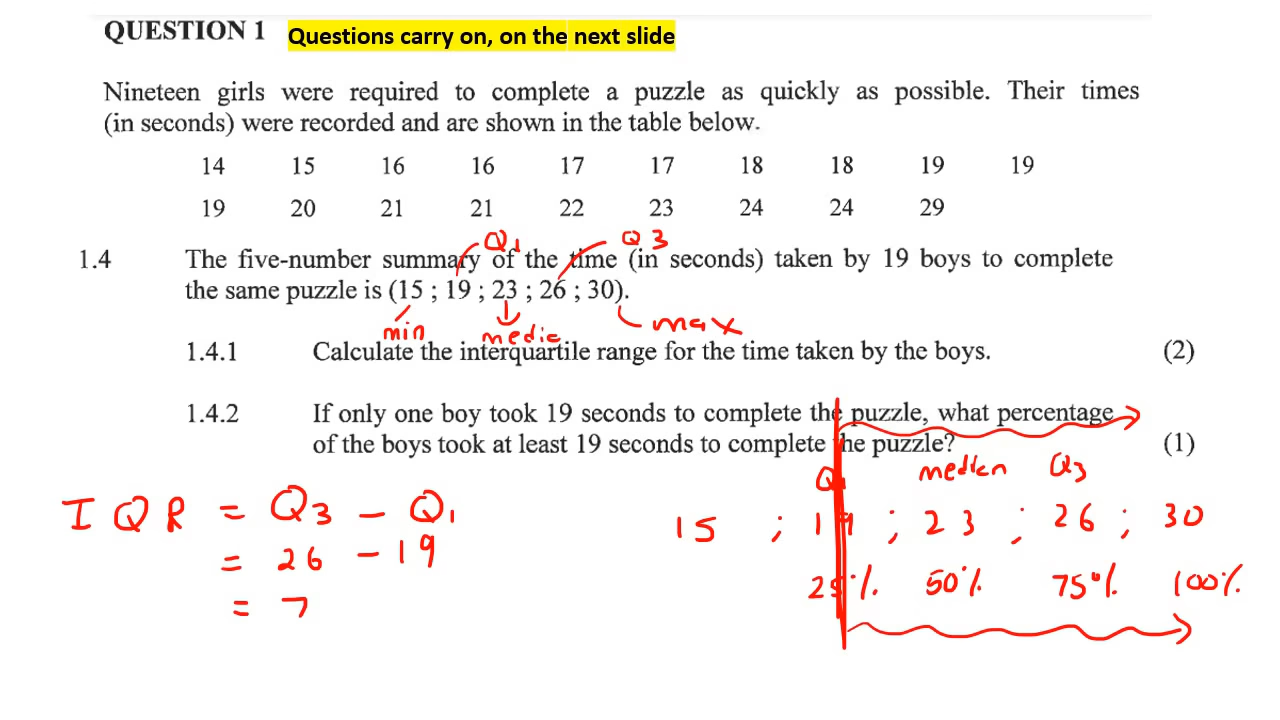 QUESTION 1 Questions carry on, on the next slide
Nineteen girls were required to complete a puzzle as quickly as possible. Their times
(in seconds) were recorded and are shown in the table below.
14 15 16 16 17 17 18 18 19 19
19 20 21 21 22 23 24 24 29
Q1 Q3
1.4 The five-number summary of the time (in seconds) taken by 19 boys to complete
the same puzzle is (15 ; 19 ; 23 ; 26 ; 30).
min medic max
1.4.1 Calculate the interquartile range for the time taken by the boys. (2)
1.4.2 If only one boy took 19 seconds to complete the puzzle, what percentage
of the boys took at least 19 seconds to complete the puzzle? (1)
Q1 median Q3
IQR = Q3 - Q1
15 ; 19 ; 23 ; 26 ; 30
= 26 - 19
25% 50% 75% 100%
= 7